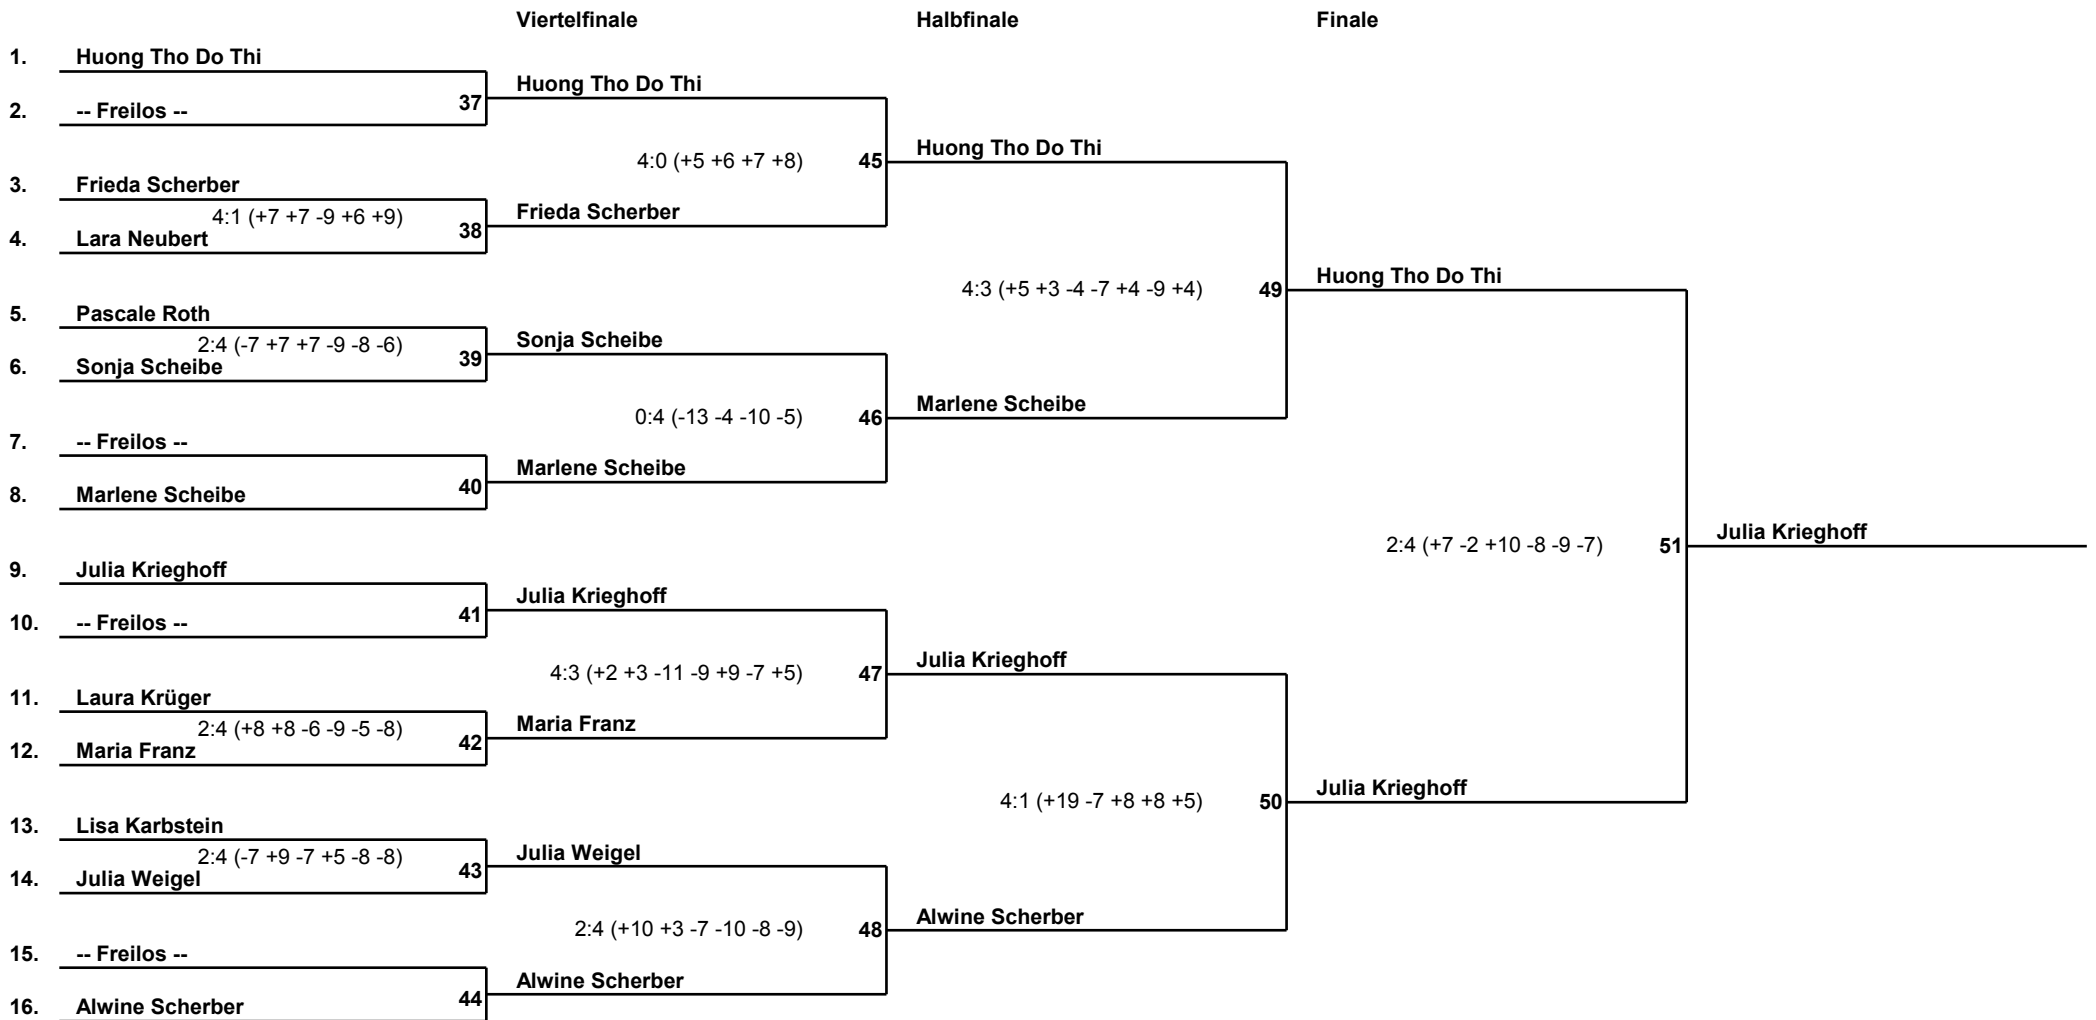 Viertelfinale Halbfinale Finale
1. Huong Tho Do Thi
Huong Tho Do Thi
37
2. -- Freilos --
4:0 (+5 +6 +7 +8) 45 Huong Tho Do Thi
3. Frieda Scherber
4:1 (+7 +7 -9 +6 +9) 38 Frieda Scherber
4. Lara Neubert
4:3 (+5 +3 -4 -7 +4 -9 +4) 49 Huong Tho Do Thi
5. Pascale Roth
2:4 (-7 +7 +7 -9 -8 -6) 39 Sonja Scheibe
6. Sonja Scheibe
0:4 (-13 -4 -10 -5) 46 Marlene Scheibe
7. -- Freilos --
40 Marlene Scheibe
8. Marlene Scheibe
2:4 (+7 -2 +10 -8 -9 -7) 51 Julia Krieghoff
9. Julia Krieghoff
41 Julia Krieghoff
10. -- Freilos --
4:3 (+2 +3 -11 -9 +9 -7 +5) 47 Julia Krieghoff
11. Laura Krüger
2:4 (+8 +8 -6 -9 -5 -8) 42 Maria Franz
12. Maria Franz
4:1 (+19 -7 +8 +8 +5) 50 Julia Krieghoff
13. Lisa Karbstein
2:4 (-7 +9 -7 +5 -8 -8) 43 Julia Weigel
14. Julia Weigel
2:4 (+10 +3 -7 -10 -8 -9) 48 Alwine Scherber
15. -- Freilos --
44 Alwine Scherber
16. Alwine Scherber